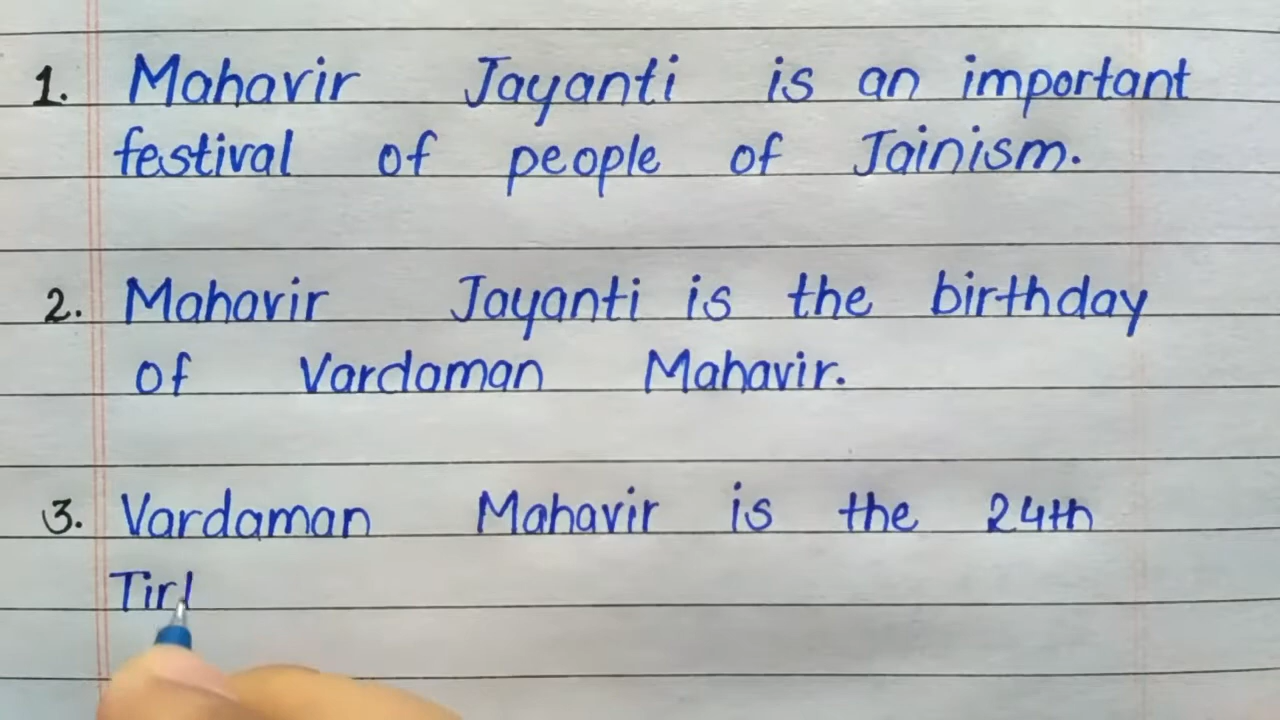 1. Mahavir Jayanti is an important
festival of people of Jainism.
2. Mahavir Jayanti is the birthday
of Vardaman Mahavir.
3. Vardaman Mahavir is the 24th